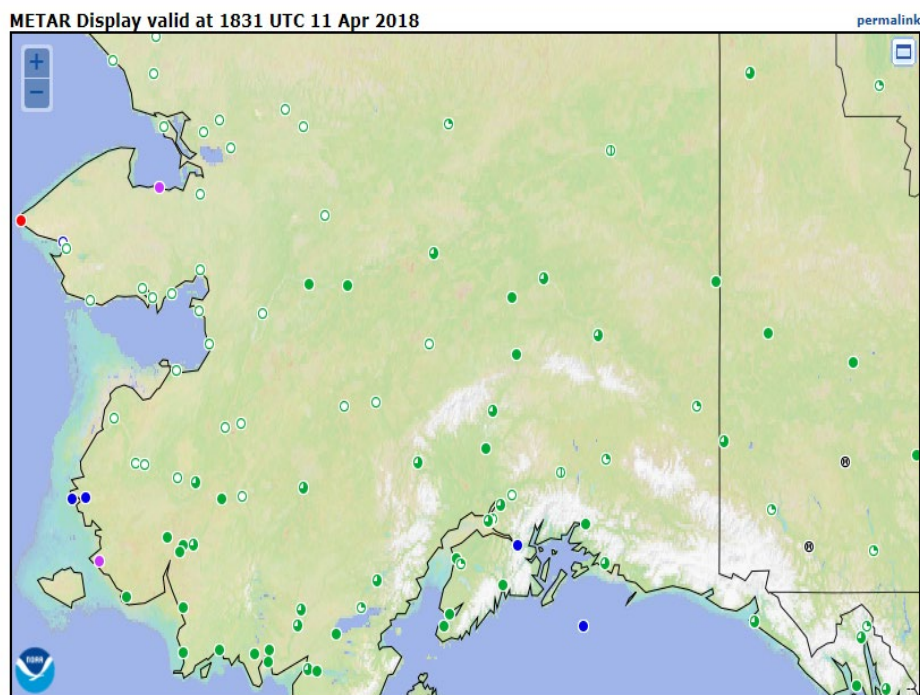 METAR Display valid at 1831 UTC 11 Apr 2018
permalink
+
−
M
M
NOAA